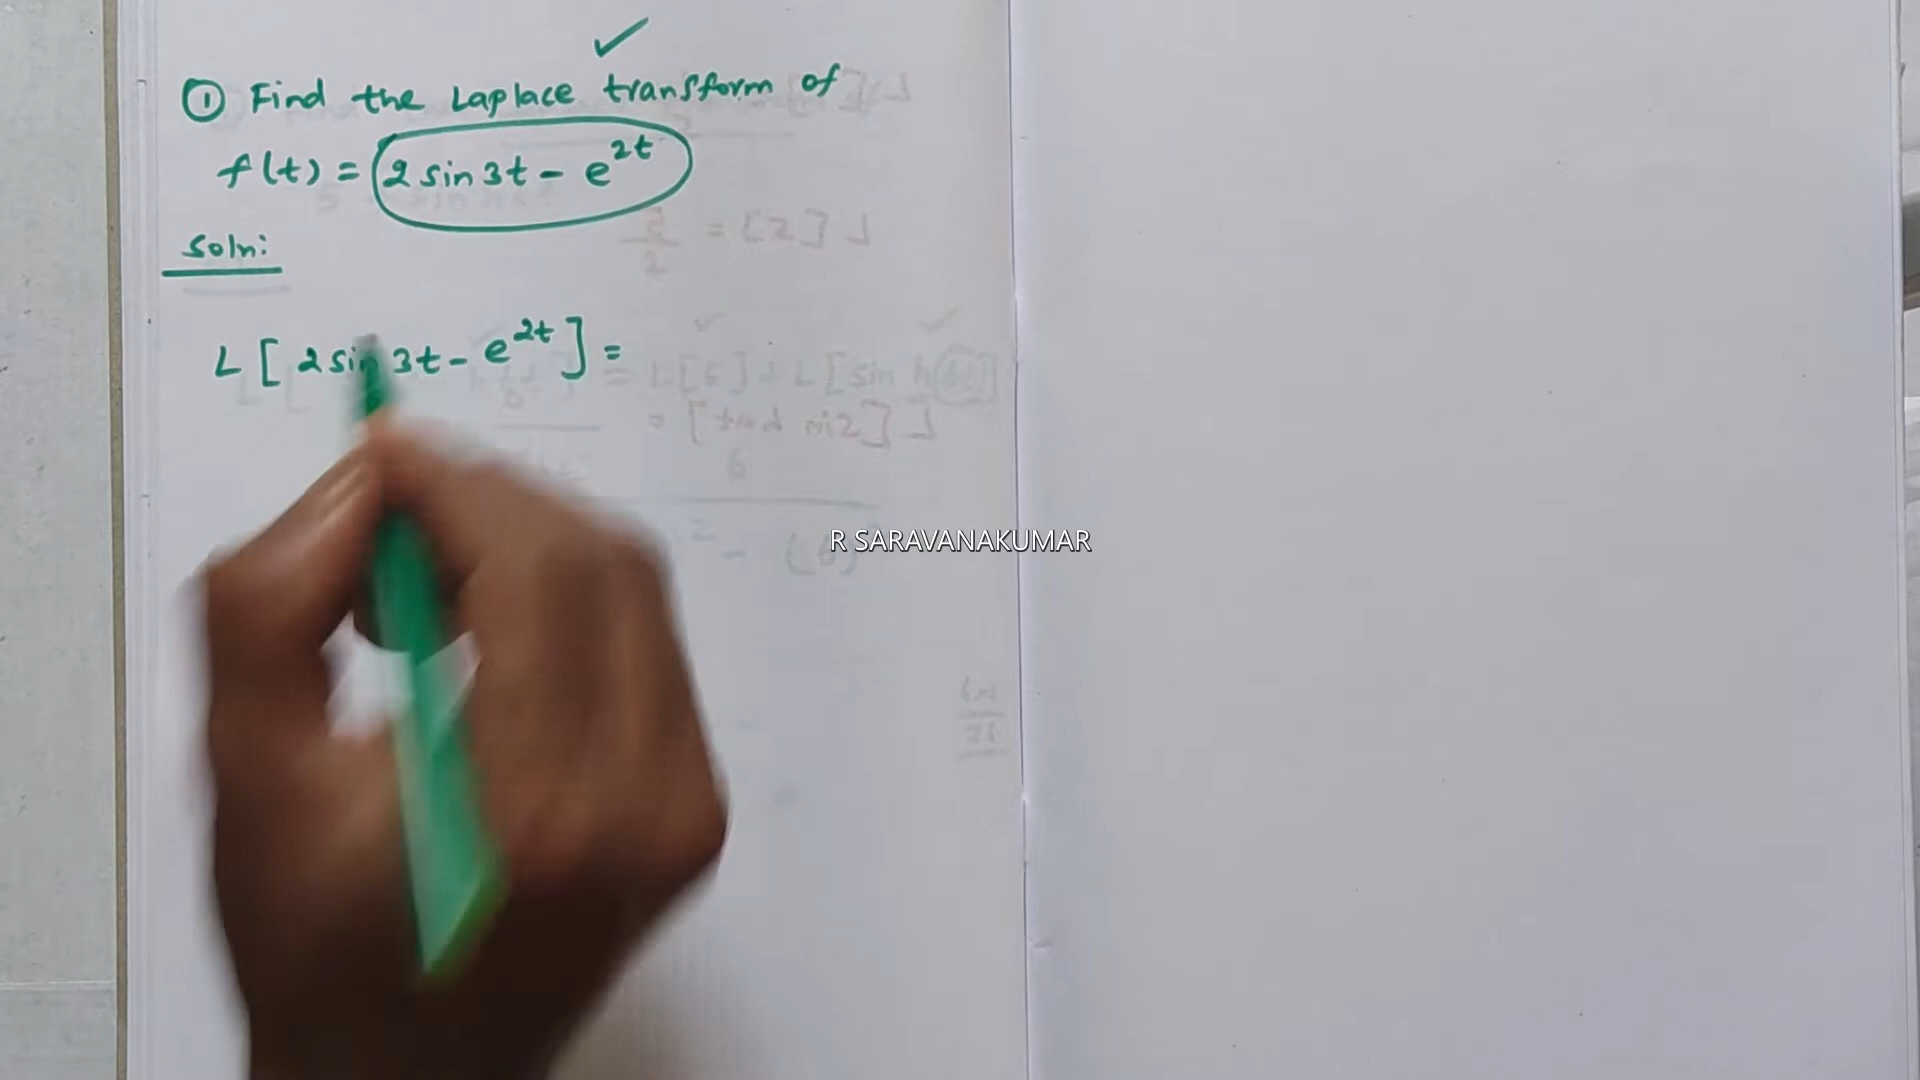 ① Find the Laplace transform of
f(t) = 2 sin 3t - e^2t
Soln:
L [ 2 sin 3t - e^2t ] =
R SARAVANAKUMAR